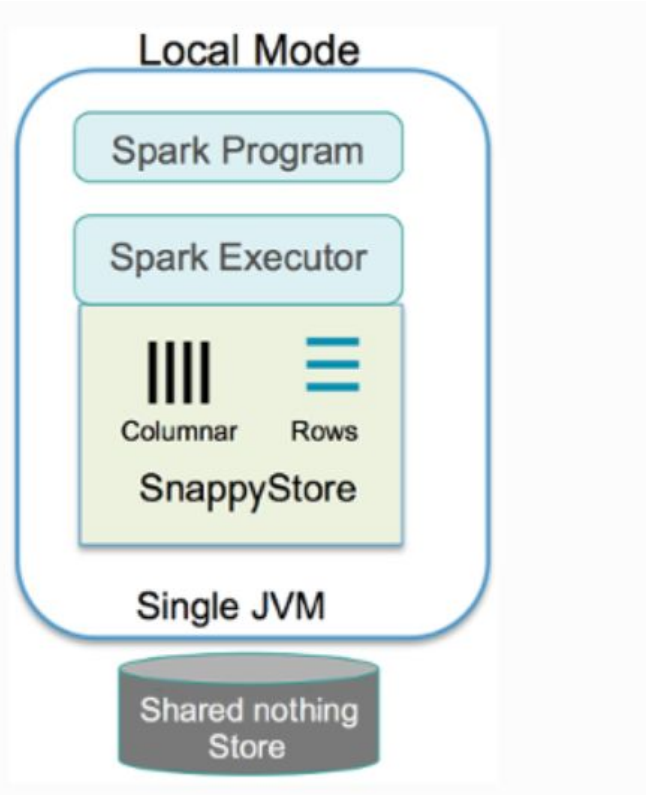 Local Mode
Spark Program
Spark Executor
Columnar Rows
SnappyStore
Single JVM
Shared nothing
Store